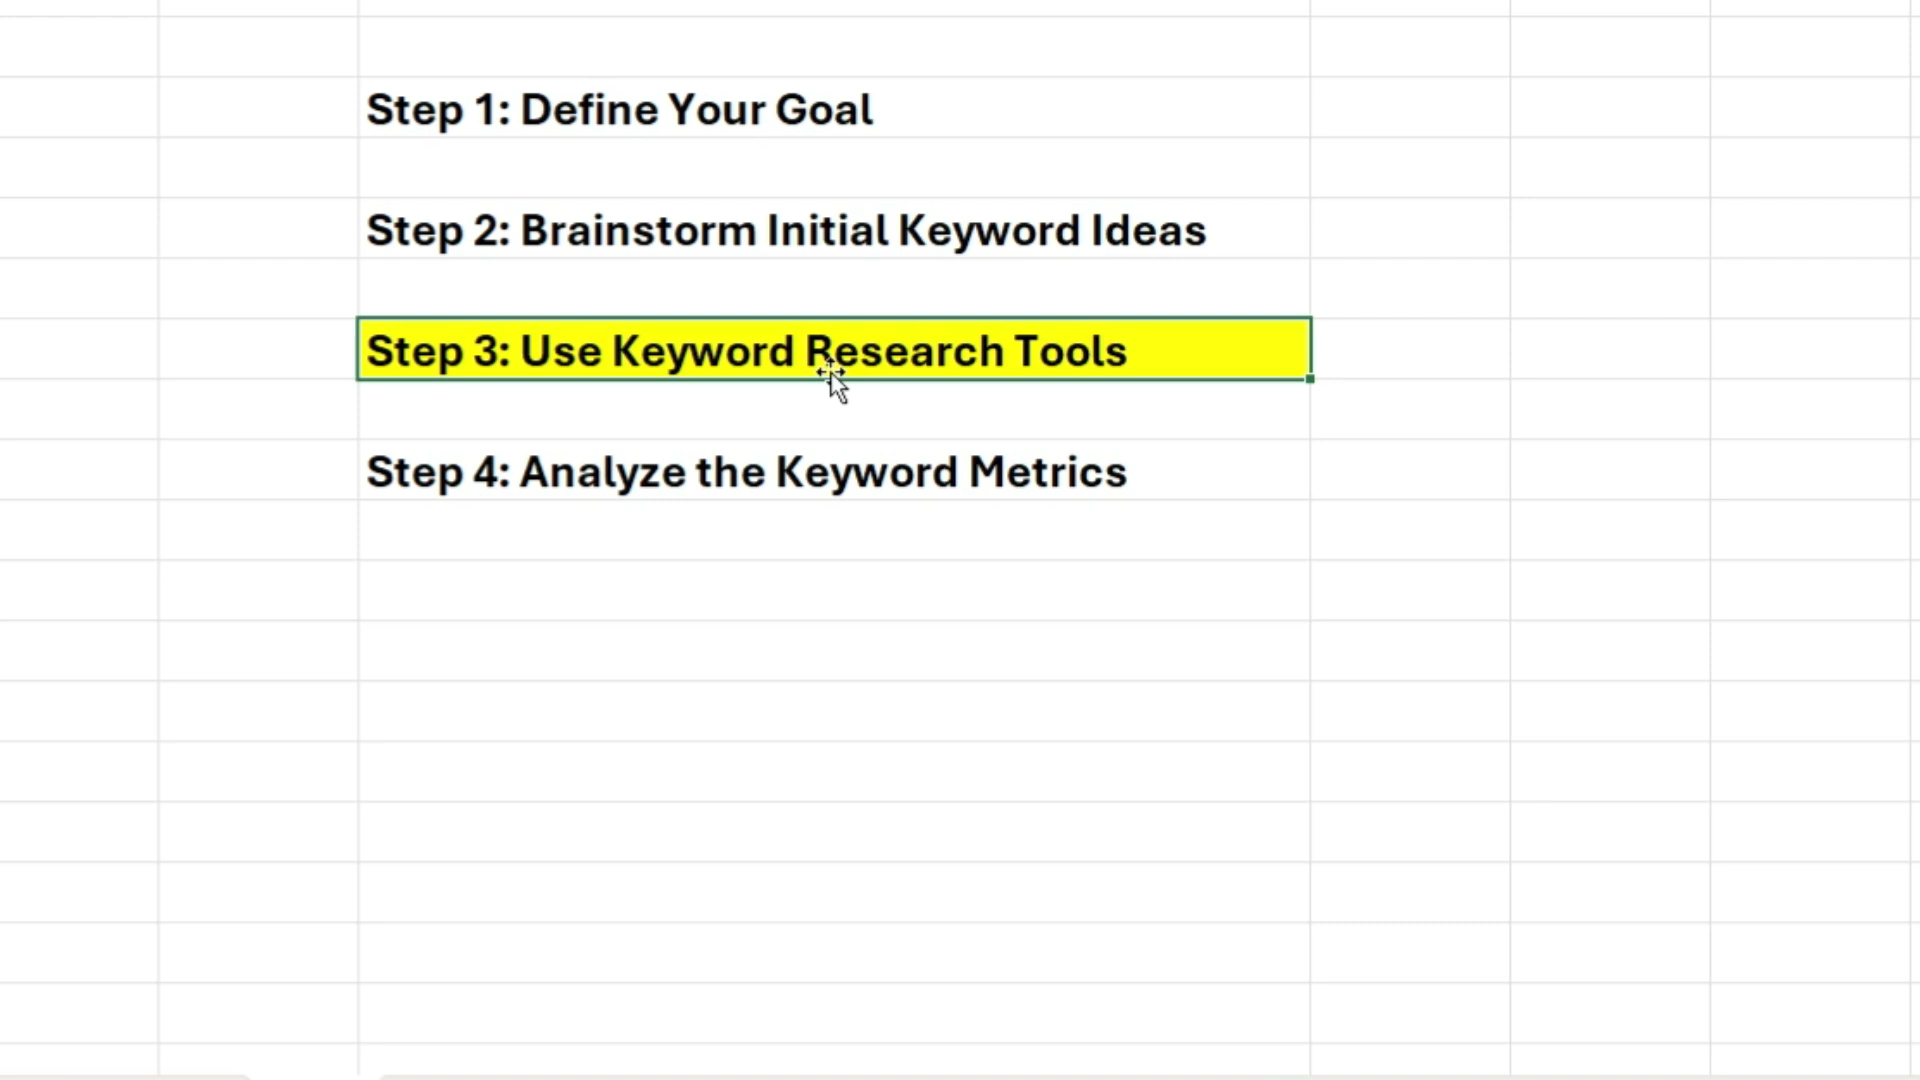 Step 1: Define Your Goal
Step 2: Brainstorm Initial Keyword Ideas
Step 3: Use Keyword Research Tools
Step 4: Analyze the Keyword Metrics